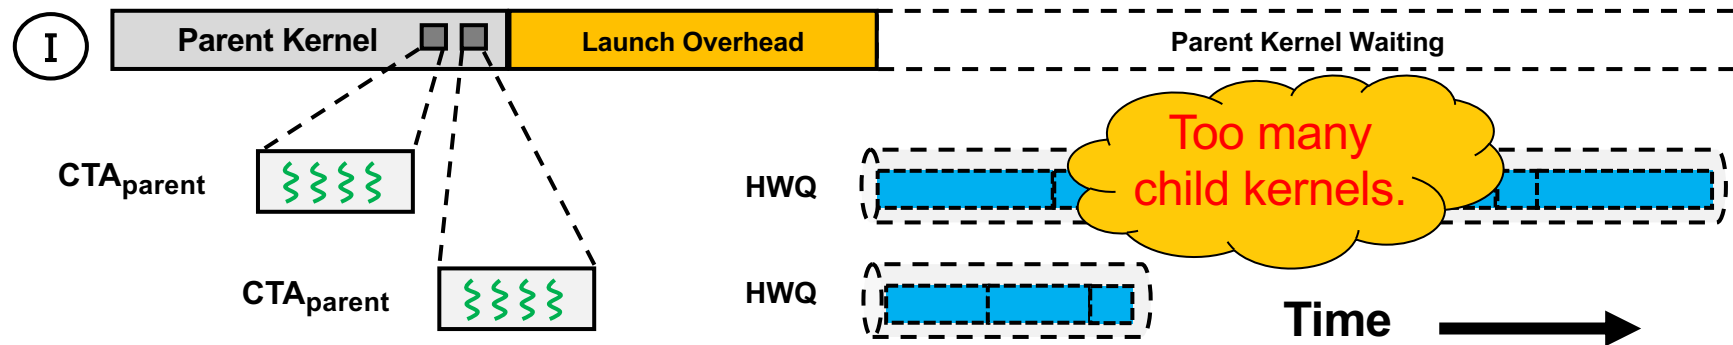 I
Parent Kernel
Launch Overhead
Parent Kernel Waiting
Too many
child kernels.
CTAparent
HWQ
CTAparent
HWQ
Time